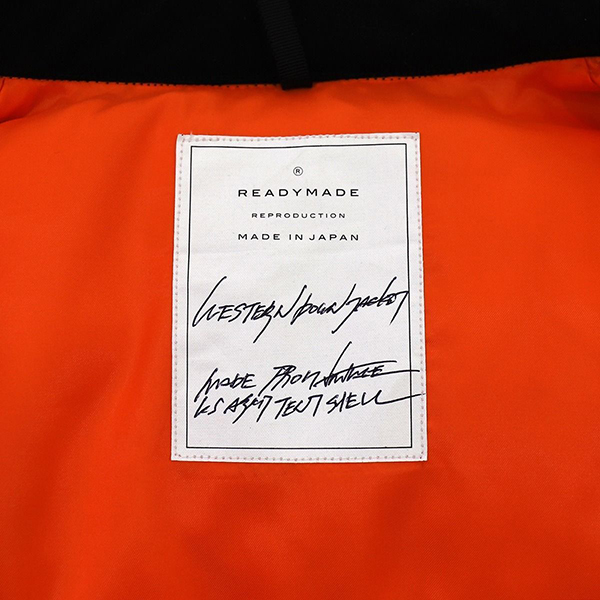 ®
READYMADE
REPRODUCTION
MADE IN JAPAN
WESTERN DOWN JACKET
MADE FROM VINTAGE
US ARMY TENT SHELL